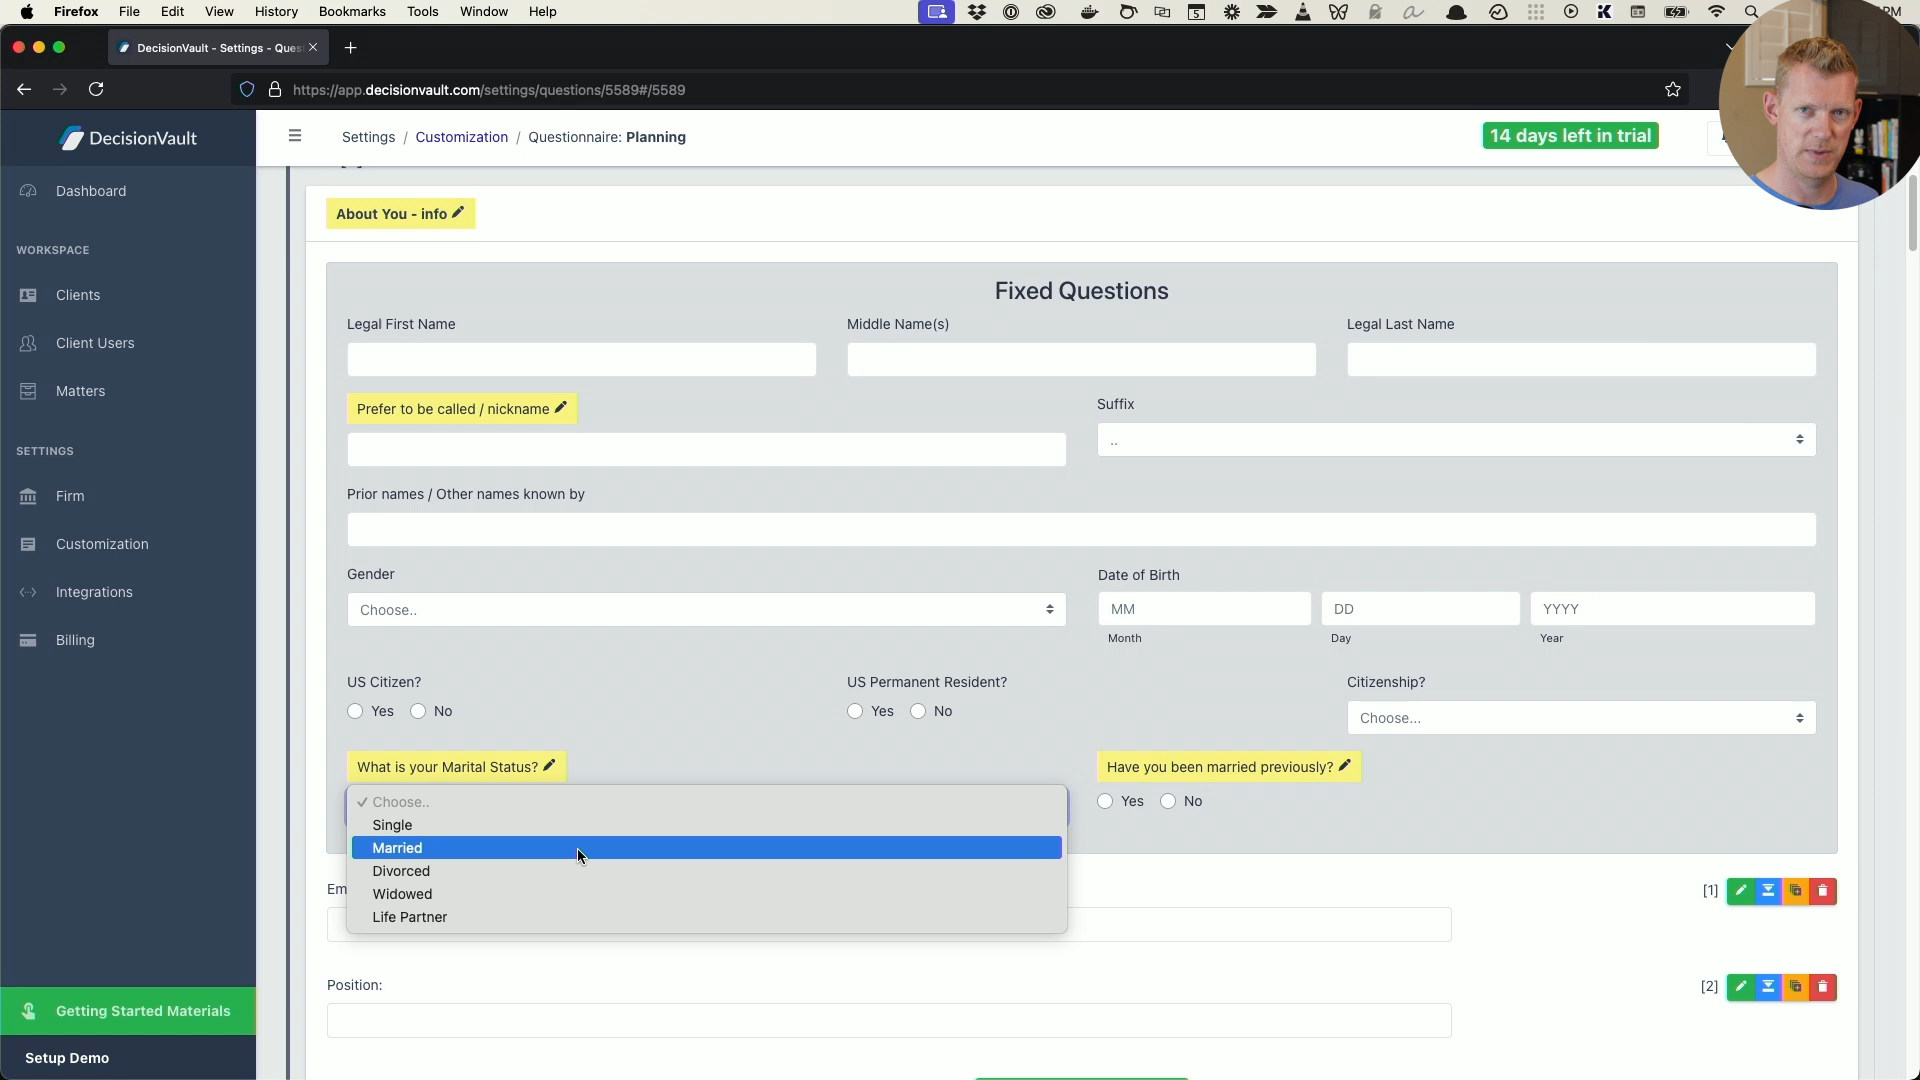 Firefox File Edit View History Bookmarks Tools Window Help
5
PM
DecisionVault - Settings - Ques
https://app.decisionvault.com/settings/questions/5589#/5589
DecisionVault
Settings / Customization / Questionnaire: Planning
14 days left in trial
Dashboard
WORKSPACE
Clients
Client Users
Matters
SETTINGS
Firm
Customization
Integrations
Billing
Getting Started Materials
Setup Demo
About You - info
Fixed Questions
Legal First Name
Middle Name(s)
Legal Last Name
Prefer to be called / nickname
Suffix
..
Prior names / Other names known by
Gender
Choose..
Date of Birth
MM
DD
YYYY
Month
Day
Year
US Citizen?
Yes No
US Permanent Resident?
Yes No
Citizenship?
Choose...
What is your Marital Status?
Choose..
Single
Married
Divorced
Widowed
Life Partner
Have you been married previously?
Yes No
Em
[1]
Position:
[2]